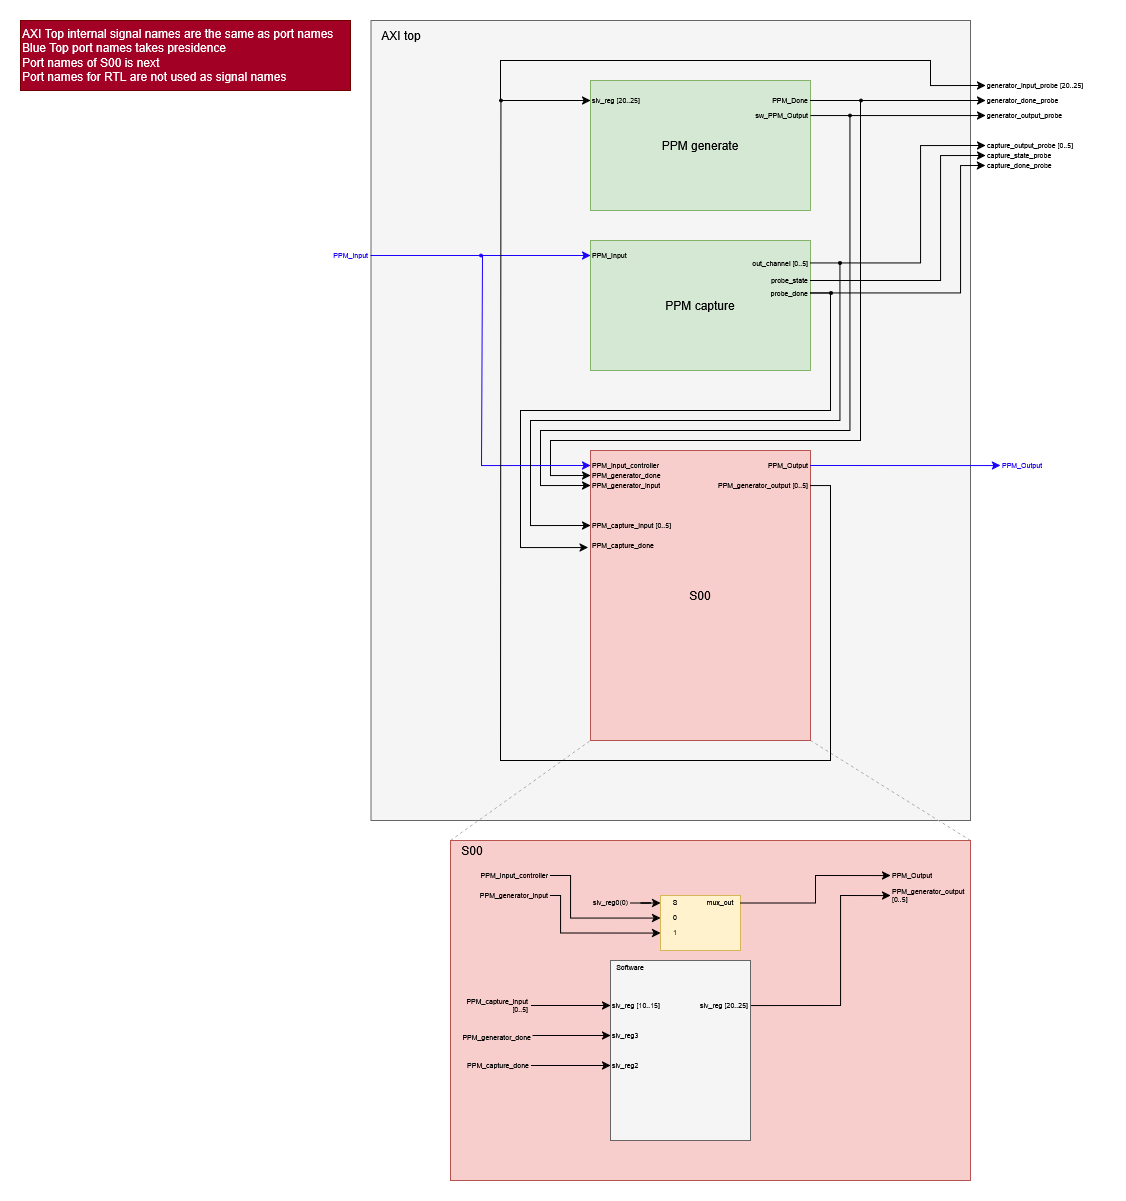 AXI Top internal signal names are the same as port names
Blue Top port names takes presidence
Port names of S00 is next
Port names for RTL are not used as signal names
AXI top
generator_input_probe [20..25]
slv_reg [20..25]
PPM_Done
generator_done_probe
sw_PPM_Output
generator_output_probe
PPM generate
capture_output_probe [0..5]
capture_state_probe
capture_done_probe
PPM_Input
PPM_Input
out_channel [0..5]
probe_state
probe_done
PPM capture
PPM_Input_controller
PPM_generator_done
PPM_generator_Input
PPM_Output
PPM_generator_output [0..5]
PPM_Output
PPM_capture_Input [0..5]
PPM_capture_done
S00
S00
PPM_Input_controller
PPM_generator_Input
slv_reg0(0)
S
0
1
mux_out
PPM_Output
PPM_generator_output
[0..5]
Software
PPM_capture_Input
[0..5]
slv_reg [10..15]
slv_reg [20..25]
PPM_generator_done
slv_reg3
PPM_capture_done
slv_reg2